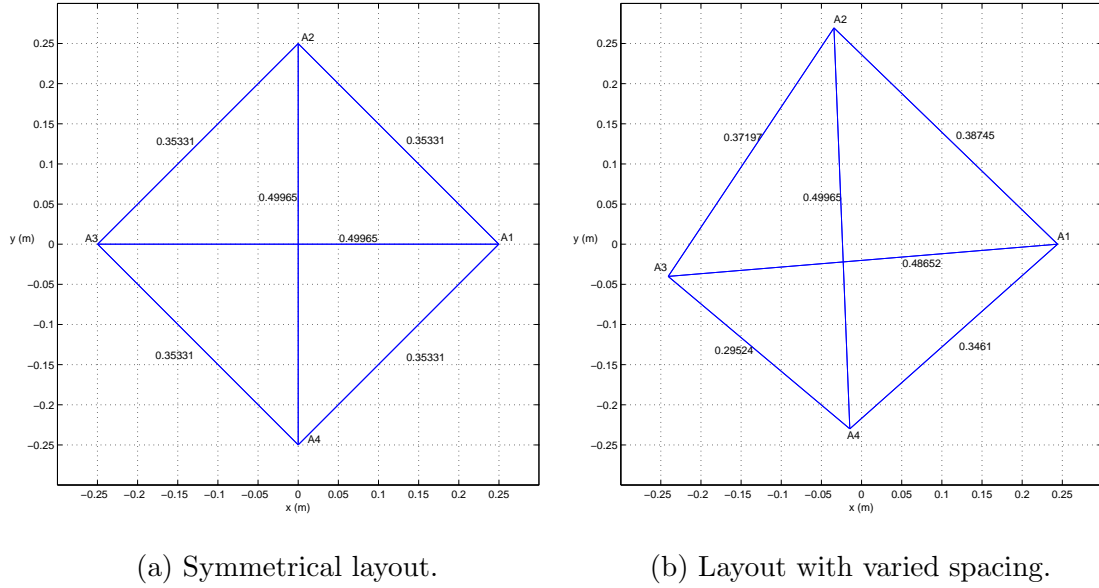 A2
0.25
0.2
0.15
0.35331
0.35331
0.1
0.05
0.49965
y (m)
0
A3
0.49965
A1
−0.05
−0.1
0.35331
0.35331
−0.15
−0.2
−0.25
A4
−0.25 −0.2 −0.15 −0.1 −0.05 0 0.05 0.1 0.15 0.2 0.25
x (m)
(a) Symmetrical layout.
A2
0.25
0.2
0.15
0.37197
0.38745
0.1
0.05
0.49965
y (m)
0
A1
A3
0.48652
−0.05
−0.1
0.29524
0.3461
−0.15
−0.2
A4
−0.25
−0.25 −0.2 −0.15 −0.1 −0.05 0 0.05 0.1 0.15 0.2 0.25
x (m)
(b) Layout with varied spacing.